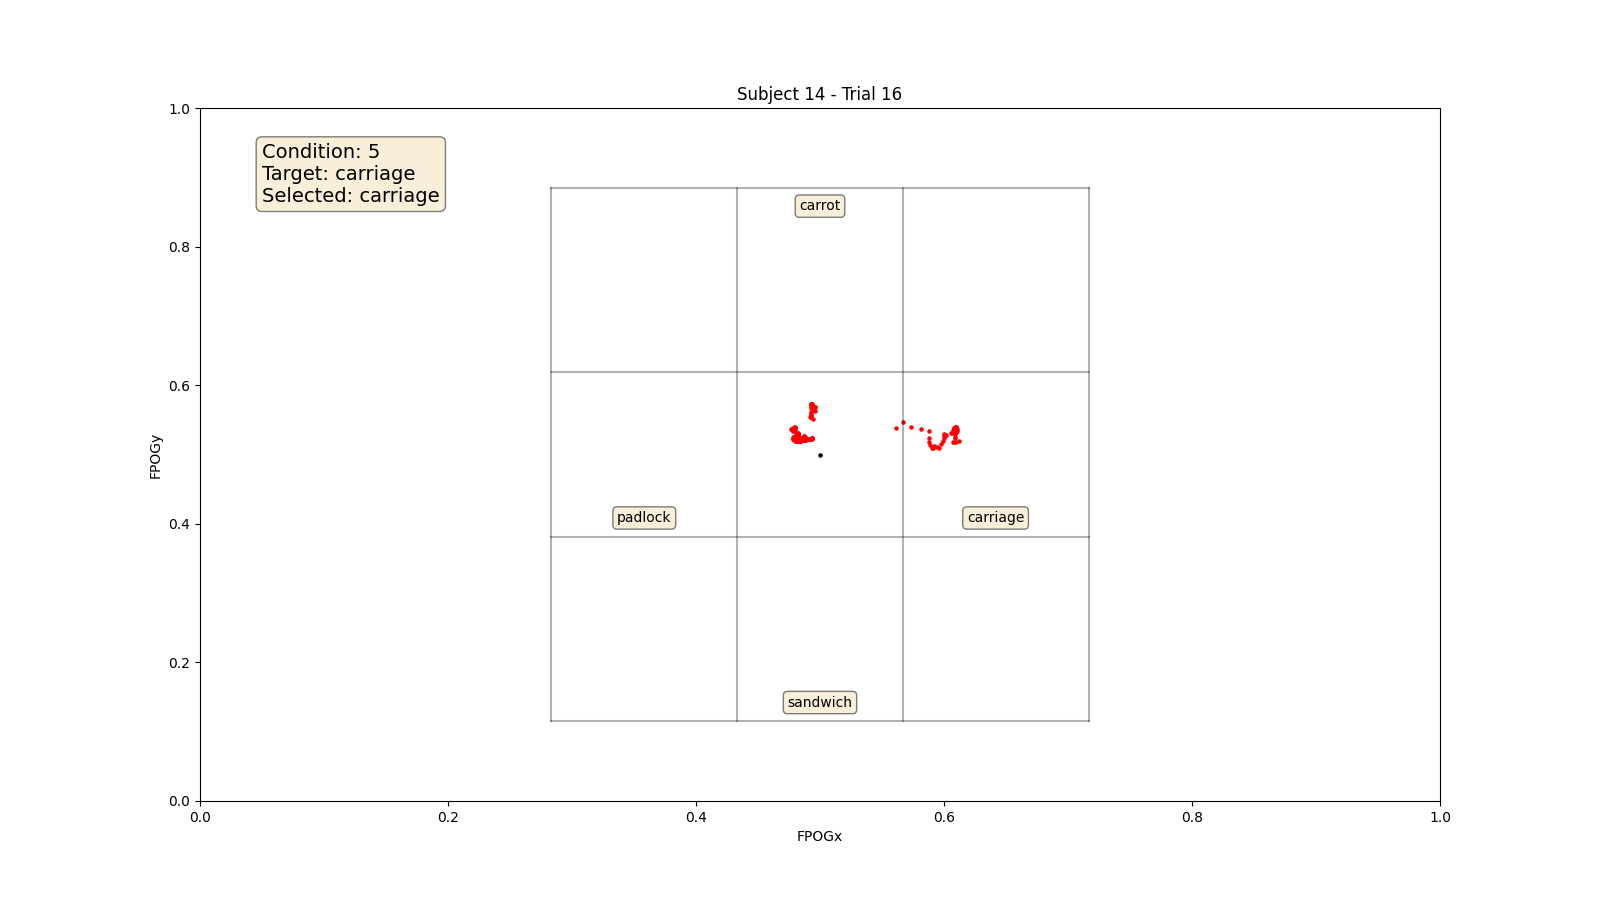 Subject 14 - Trial 16
1.0
Condition: 5
Target: carriage
Selected: carriage
carrot
0.8
0.6
FPOGy
padlock
carriage
0.4
0.2
sandwich
0.0
0.0
0.2
0.4
0.6
0.8
1.0
FPOGx